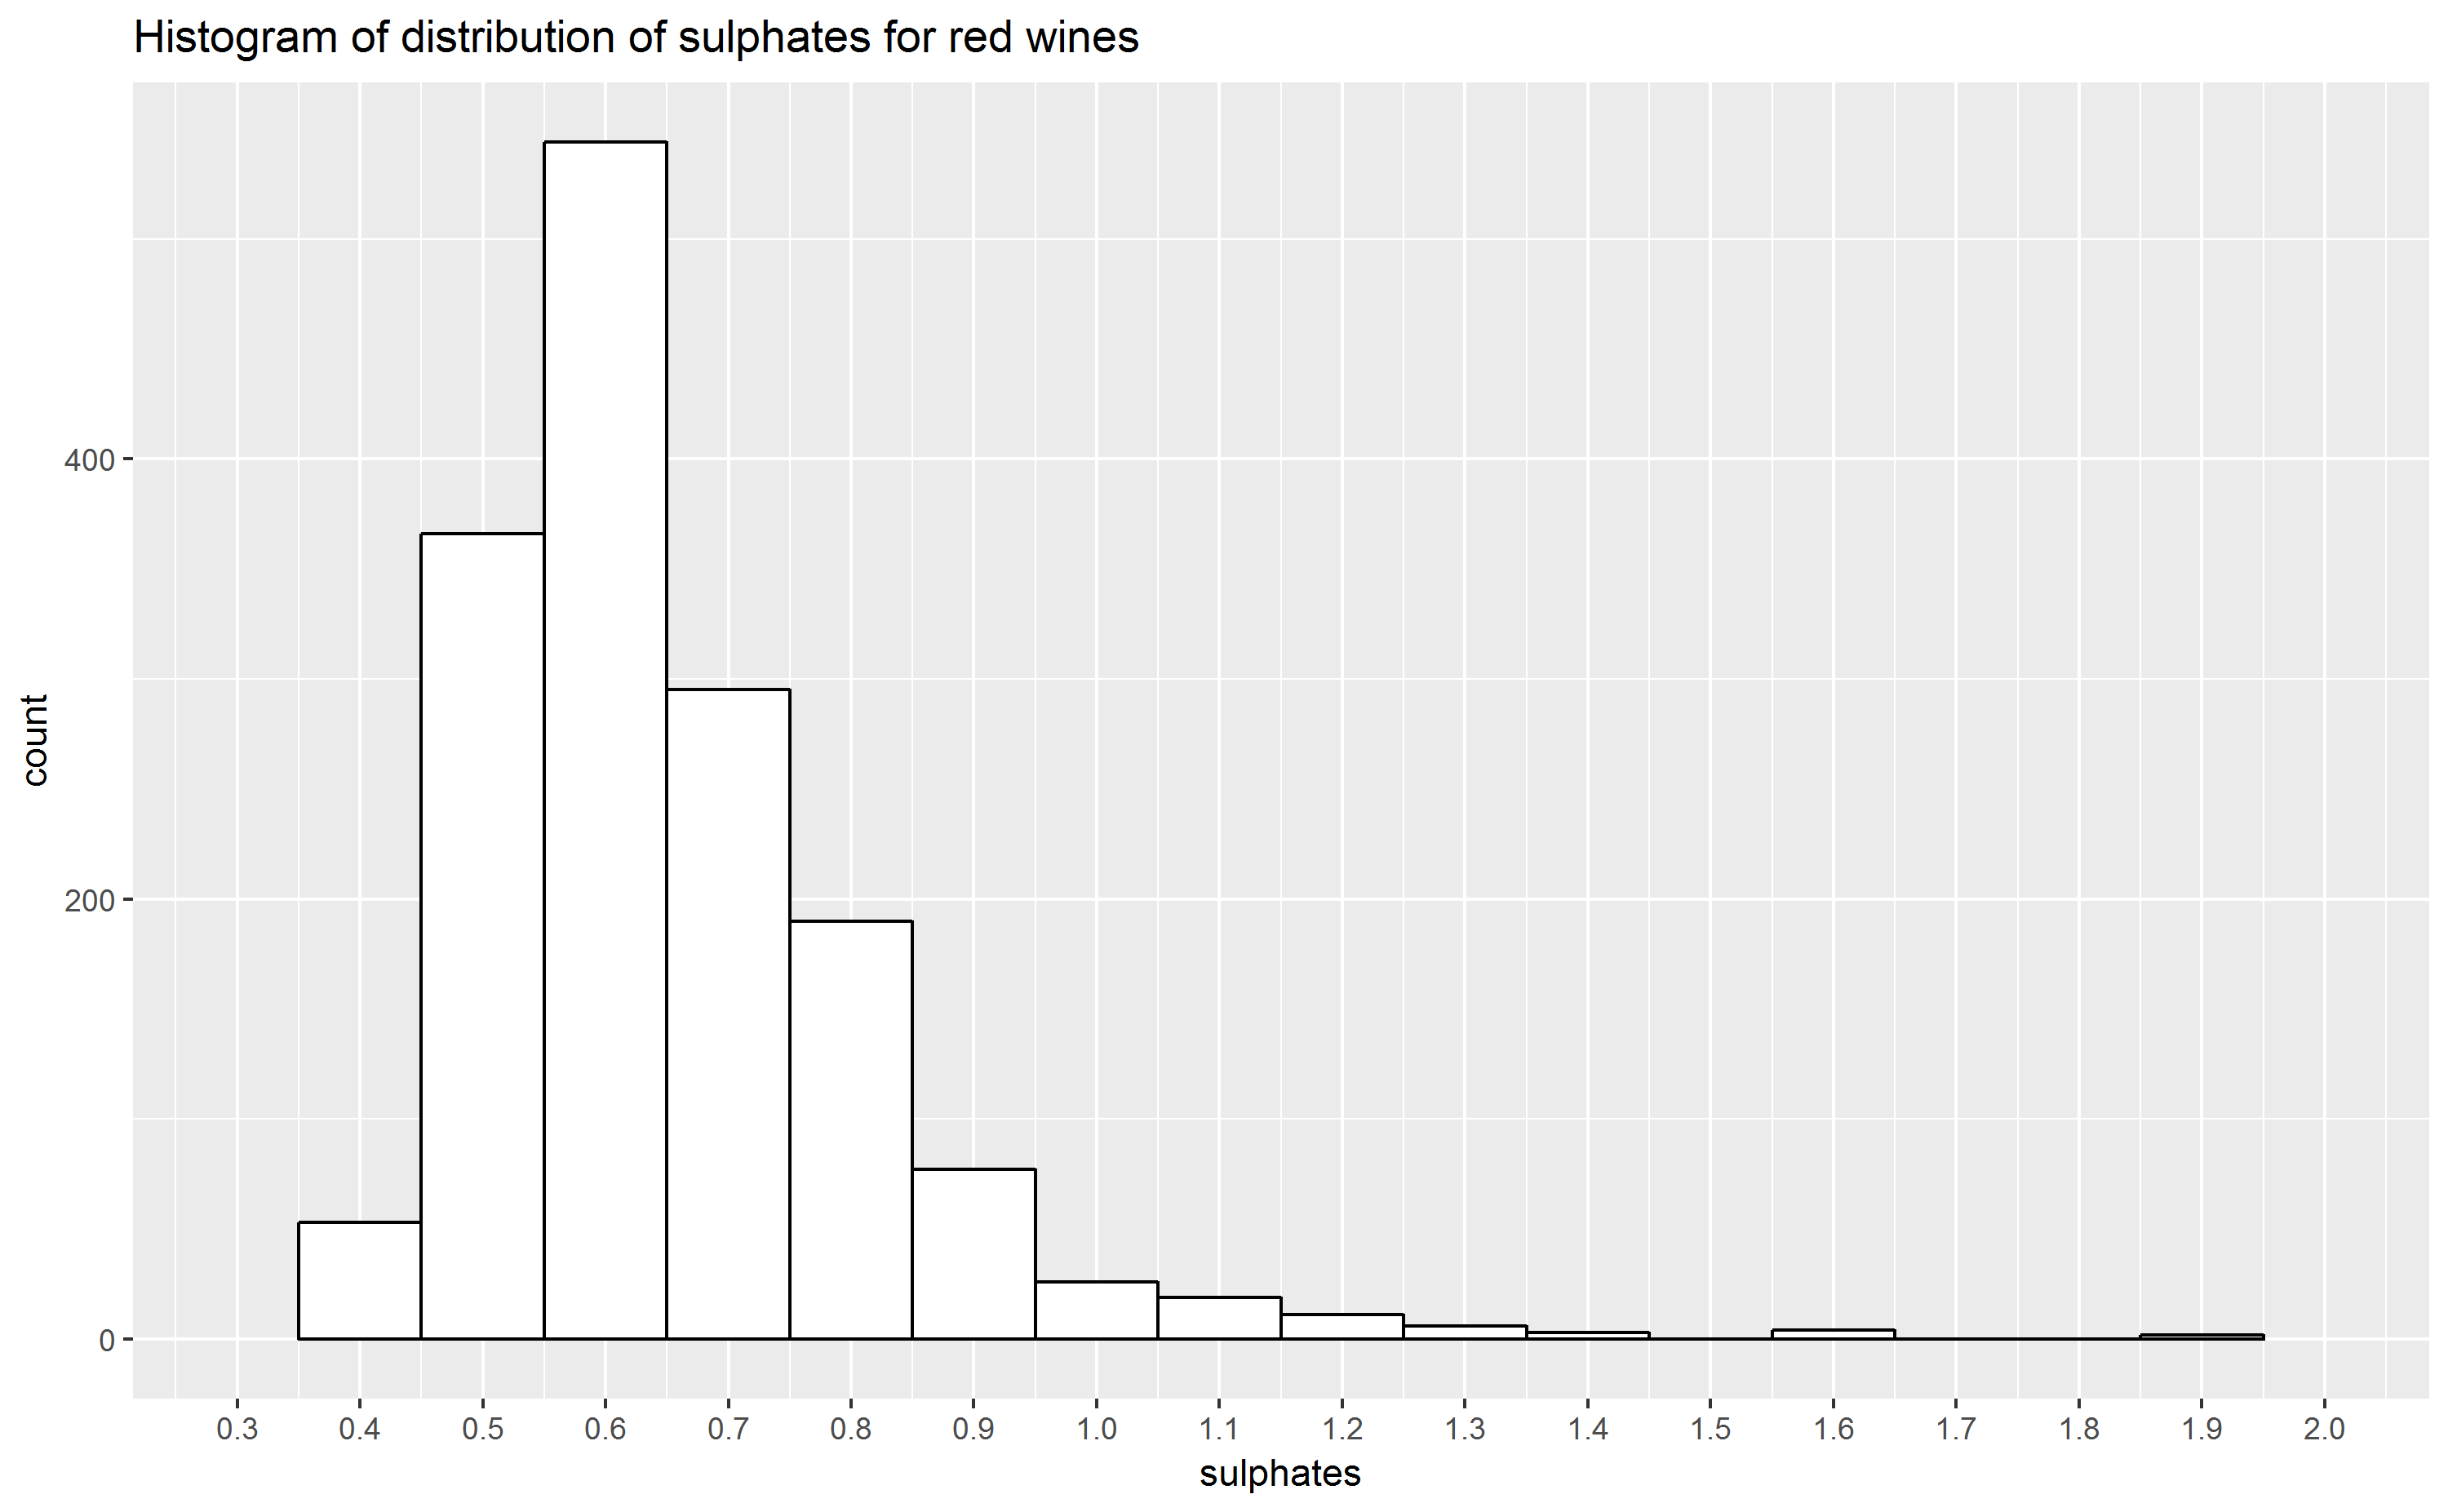 Histogram of distribution of sulphates for red wines
count
400
200
0
0.3 0.4 0.5 0.6 0.7 0.8 0.9 1.0 1.1 1.2 1.3 1.4 1.5 1.6 1.7 1.8 1.9 2.0
sulphates